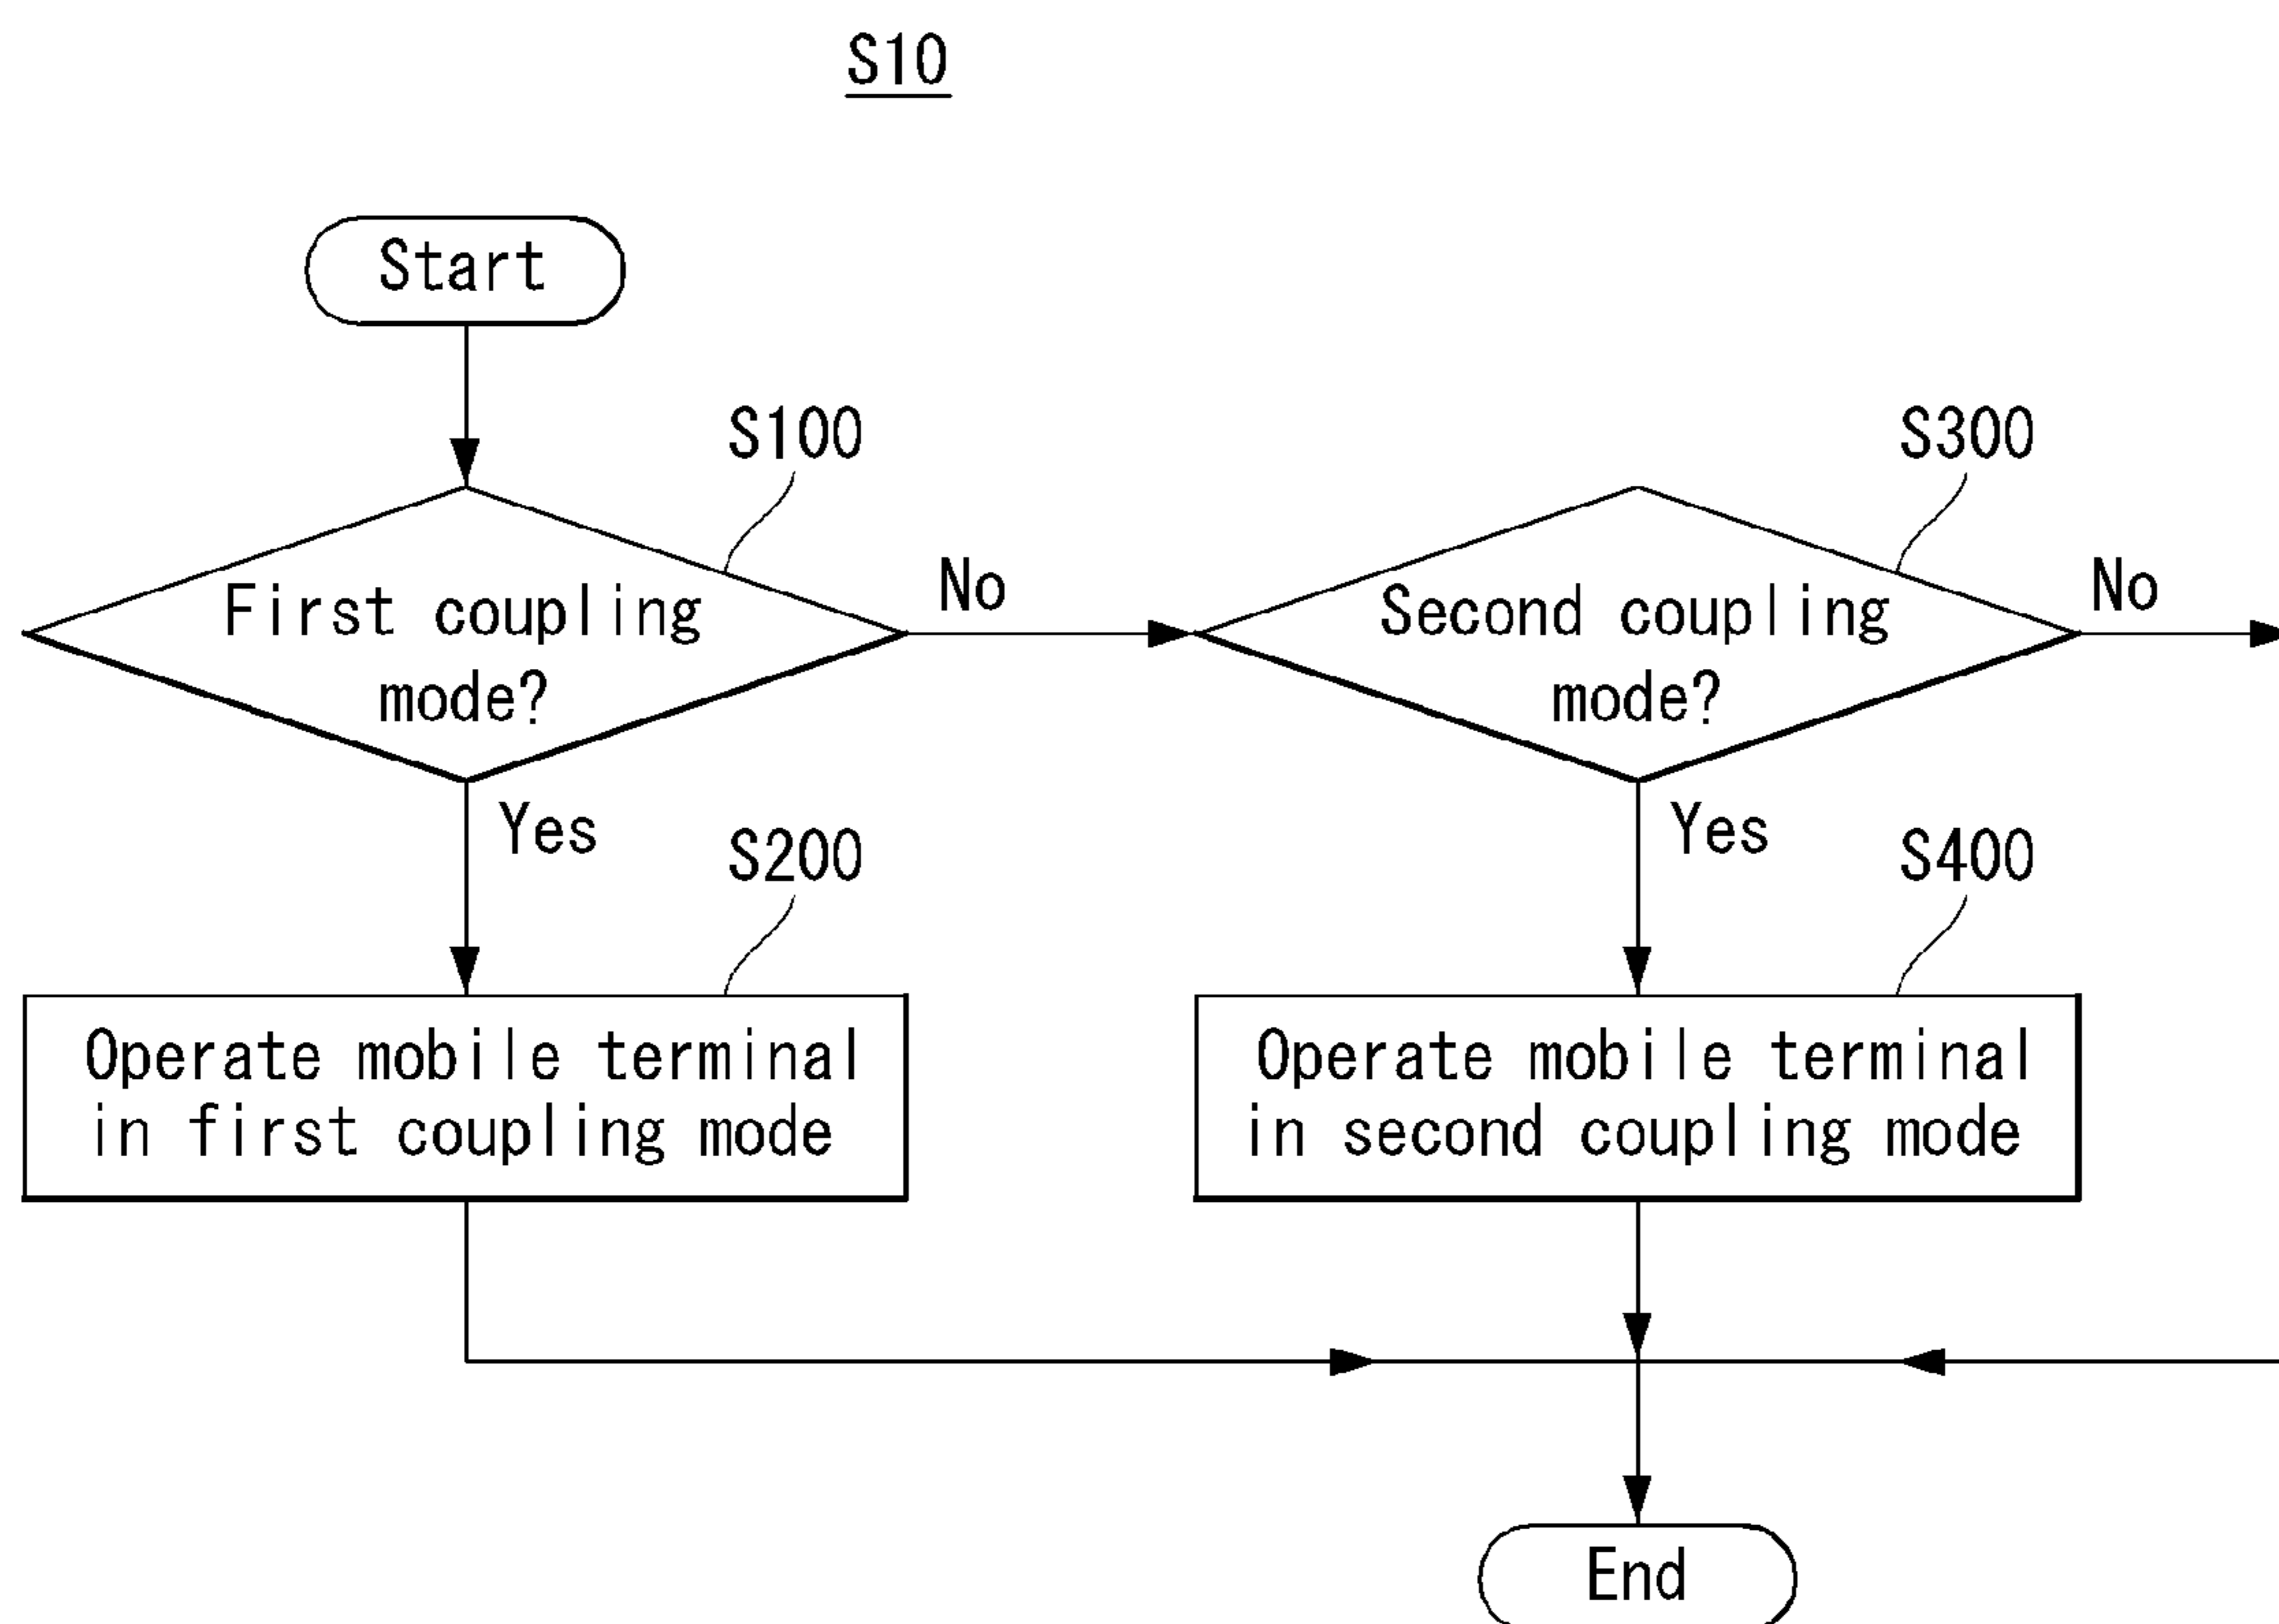 S10
Start
S100
First coupling
mode?
No
S300
Second coupling
mode?
No
Yes
S200
Operate mobile terminal
in first coupling mode
Yes
S400
Operate mobile terminal
in second coupling mode
End